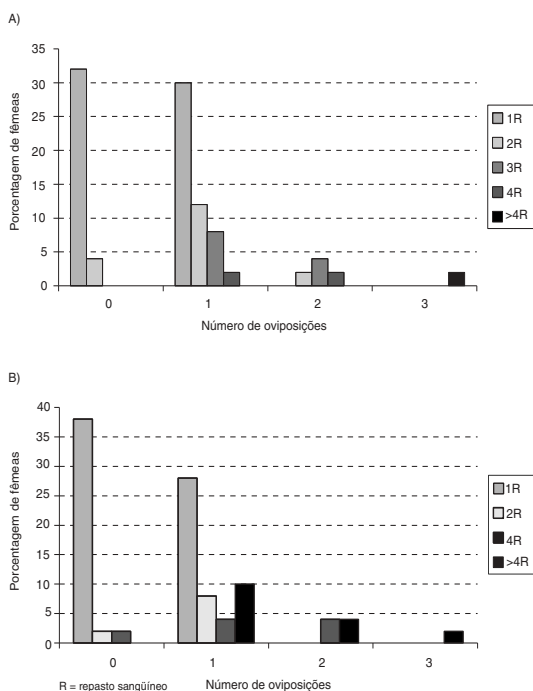 A)
Porcentagem de fêmeas
35
30
25
20
15
10
5
0
0 1 2 3
Número de oviposições
1R
2R
3R
4R
>4R
B)
Porcentagem de fêmeas
40
35
30
25
20
15
10
5
0
0 1 2 3
R = repasto sangüíneo Número de oviposições
1R
2R
4R
>4R